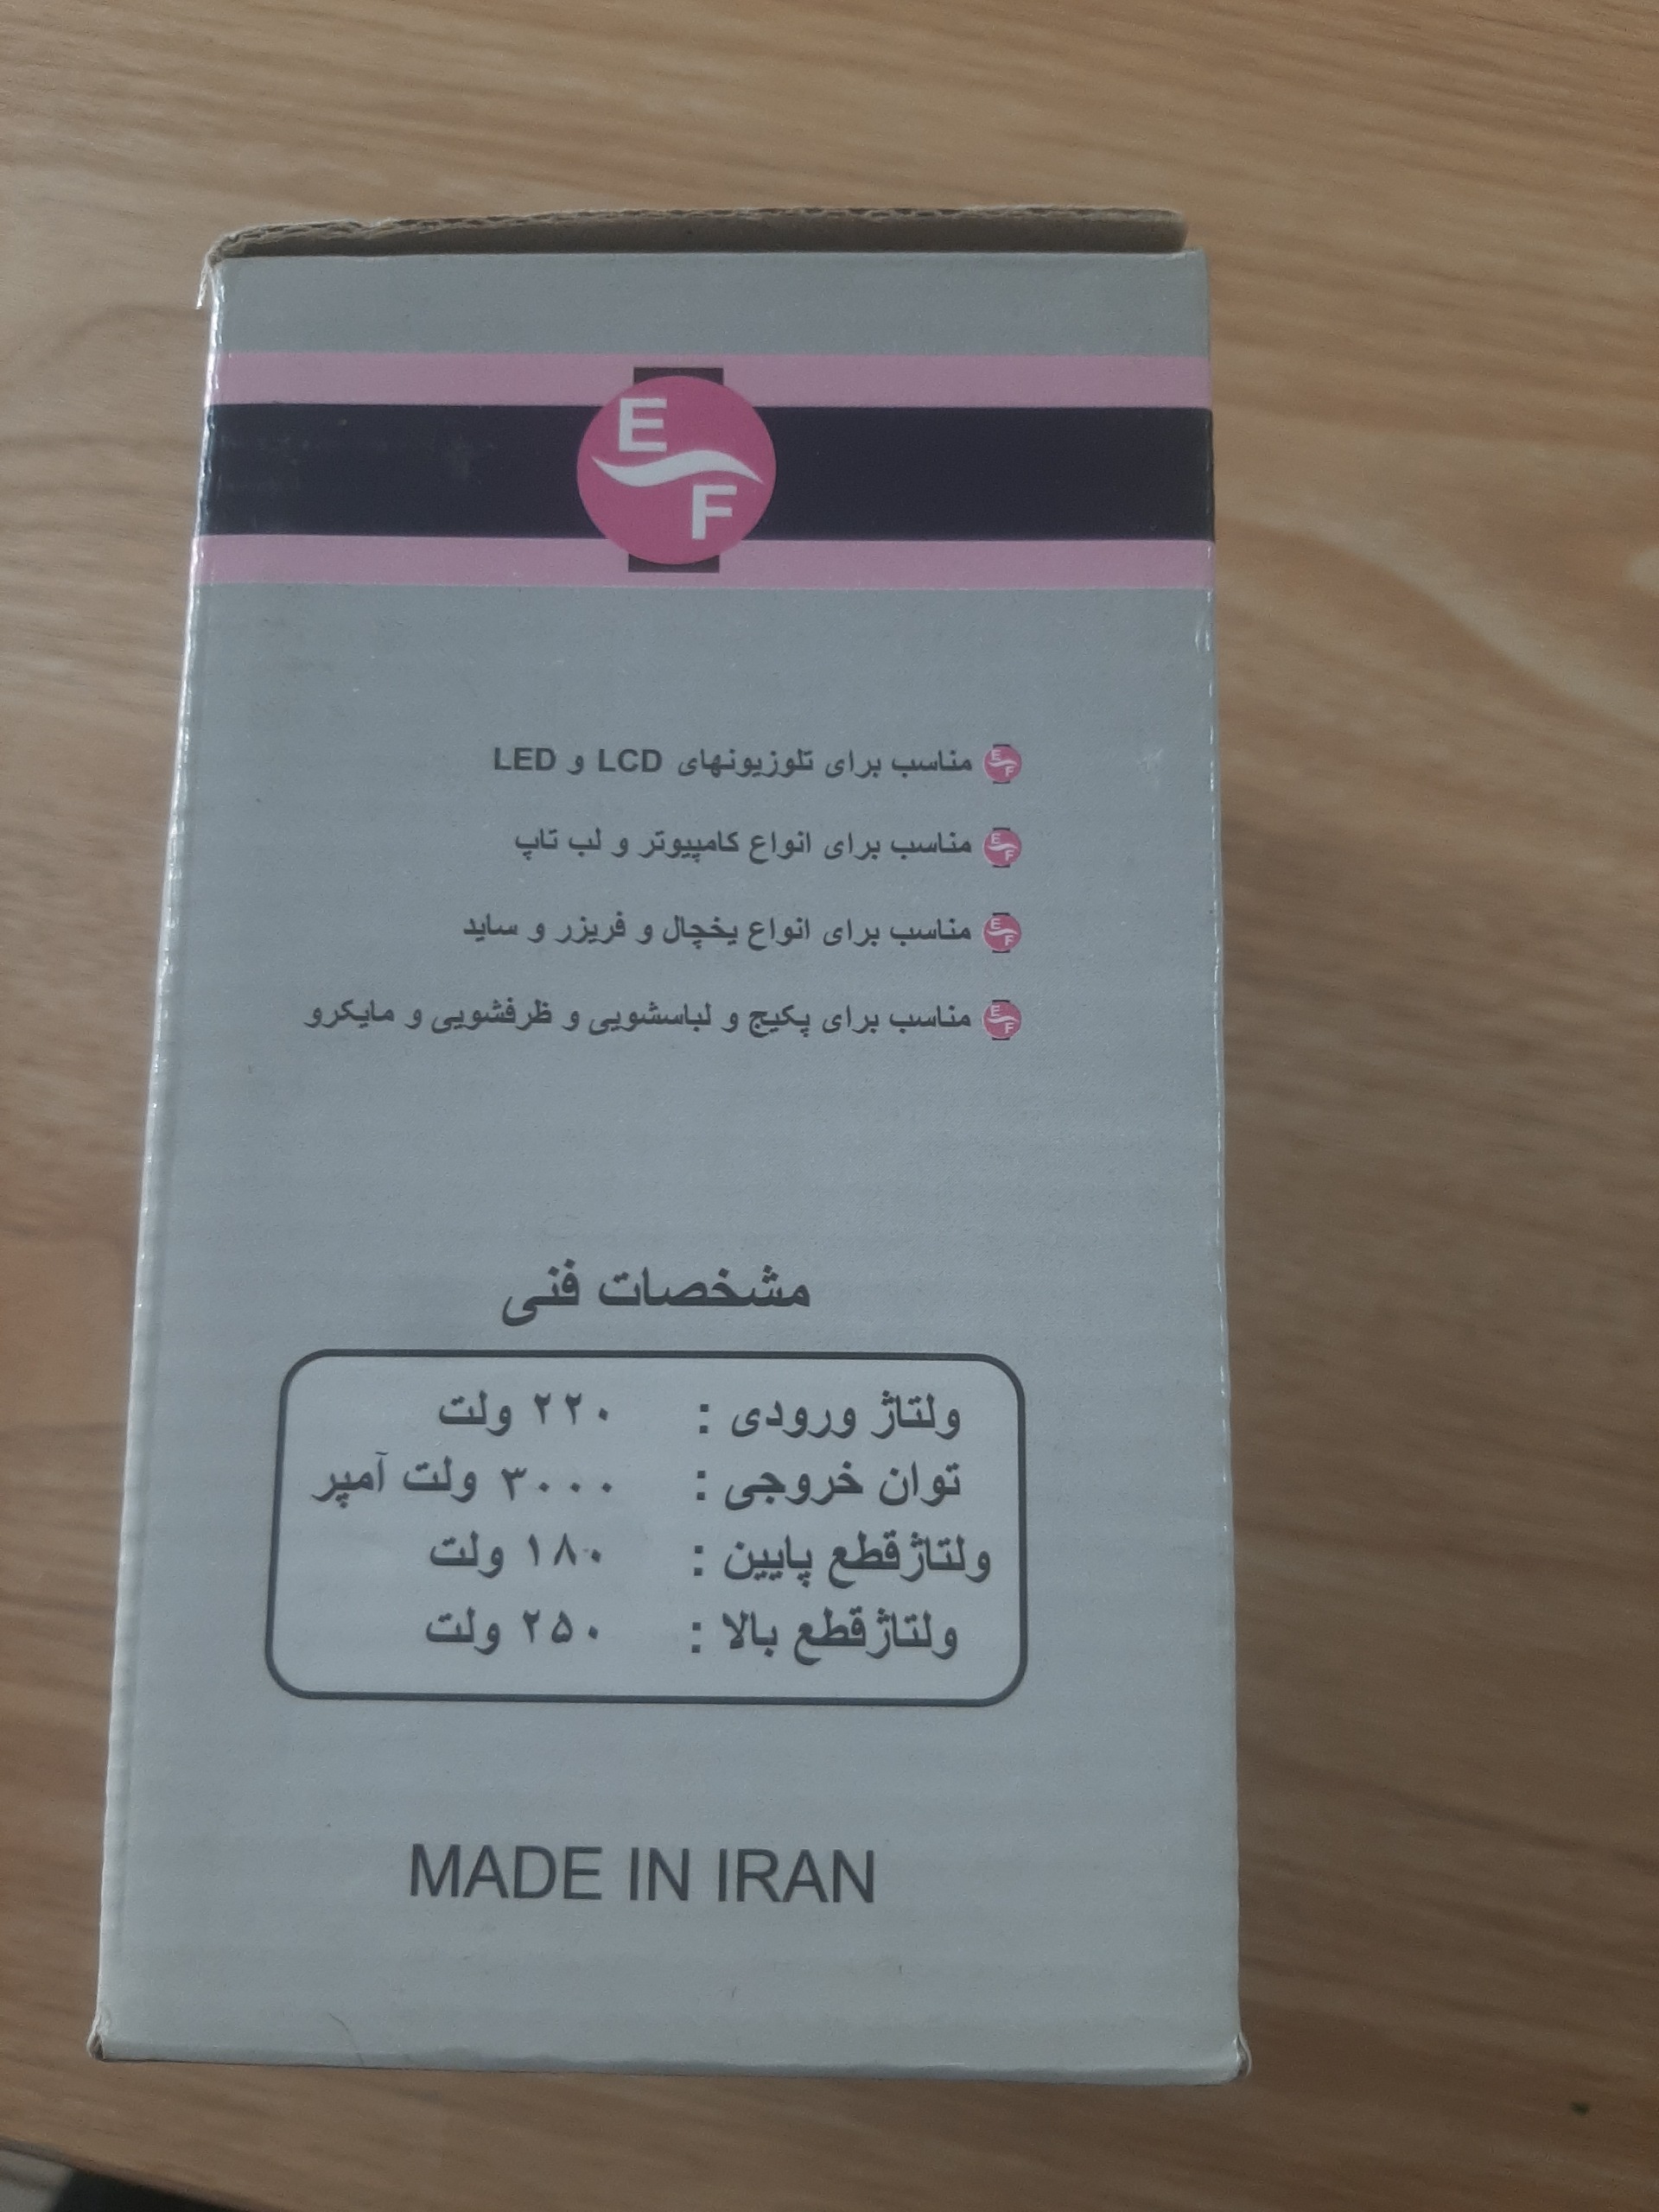 E
F
مناسب برای تلوزیونهای LCD و LED
مناسب برای انواع کامپیوتر و لب تاپ
مناسب برای انواع یخچال و فریزر و ساید
مناسب برای پکیج و لباسشویی و ظرفشویی و مایکرو
مشخصات فنی
ولتاژ ورودی : ۲۲۰ ولت
توان خروجی : ۳۰۰۰ ولت آمپر
ولتاژقطع پایین : ۱۸۰ ولت
ولتاژقطع بالا : ۲۵۰ ولت
MADE IN IRAN